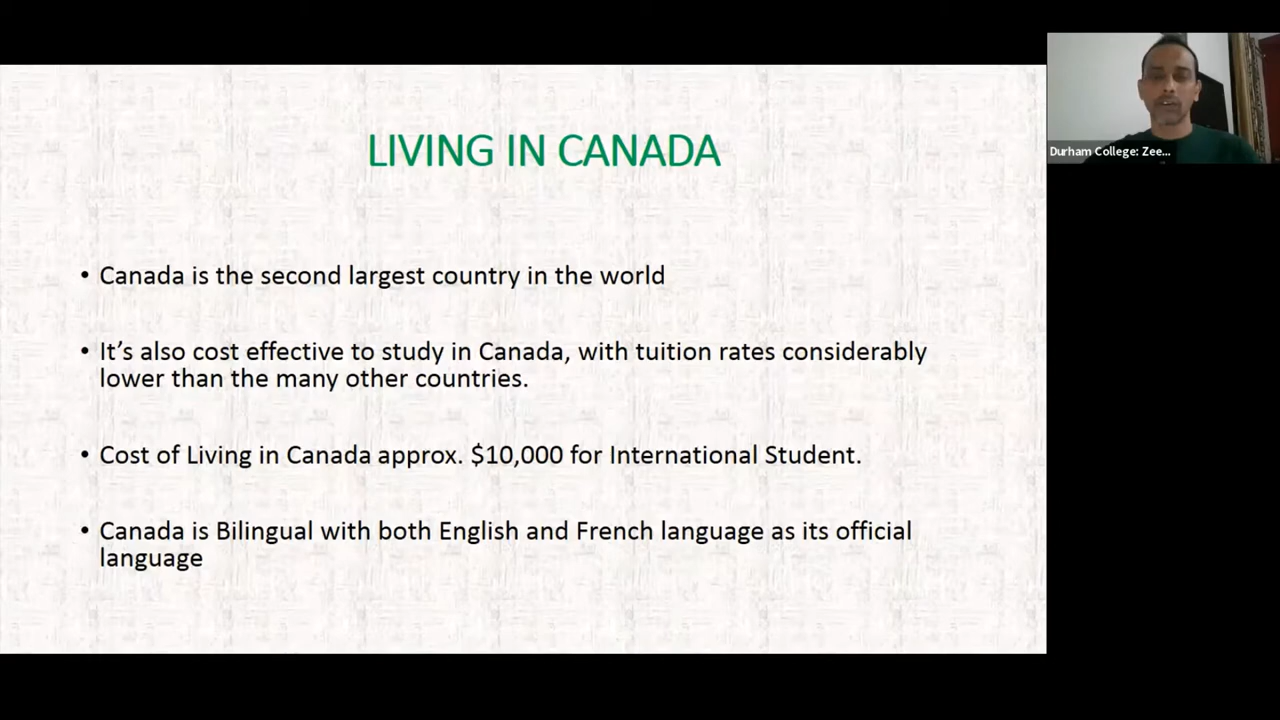 LIVING IN CANADA
• Canada is the second largest country in the world
• It’s also cost effective to study in Canada, with tuition rates considerably
lower than the many other countries.
• Cost of Living in Canada approx. $10,000 for International Student.
• Canada is Bilingual with both English and French language as its official
language
Durham College: Zee...